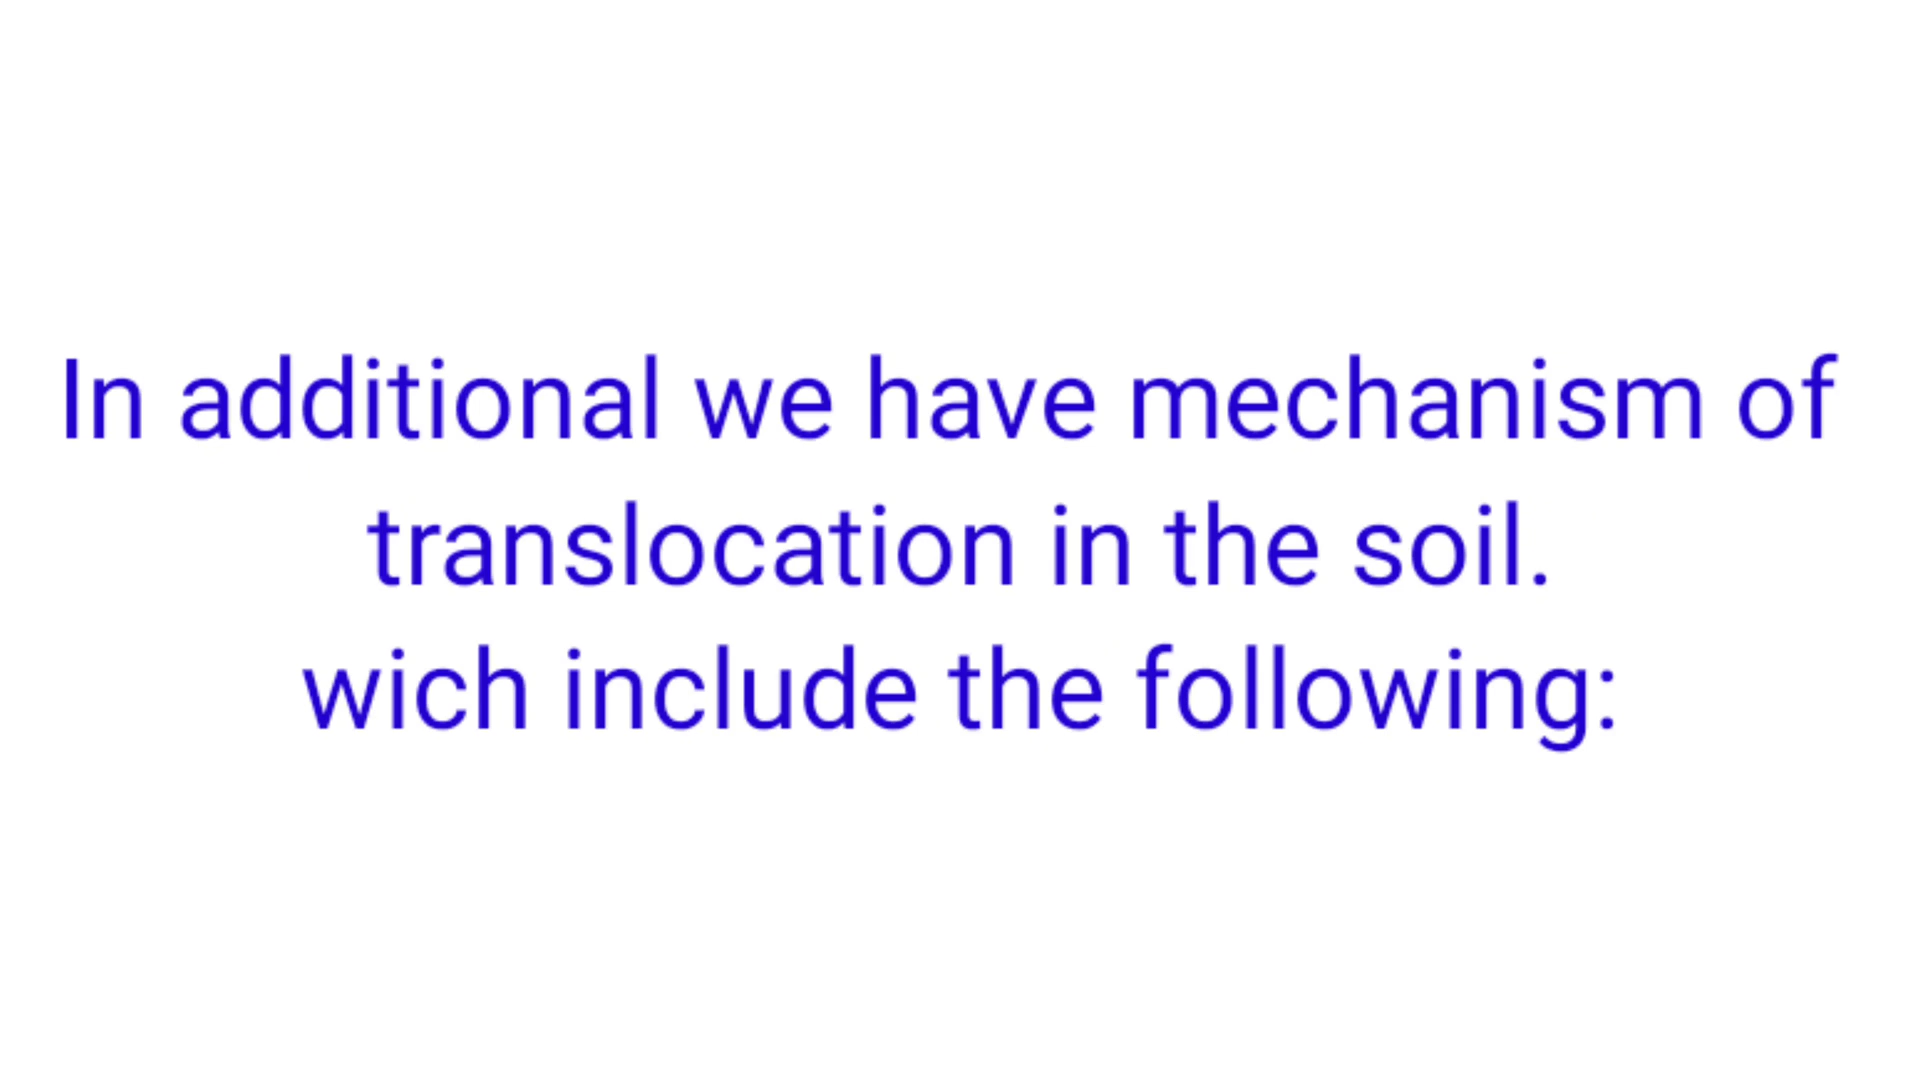 In additional we have mechanism of
translocation in the soil.
wich include the following: